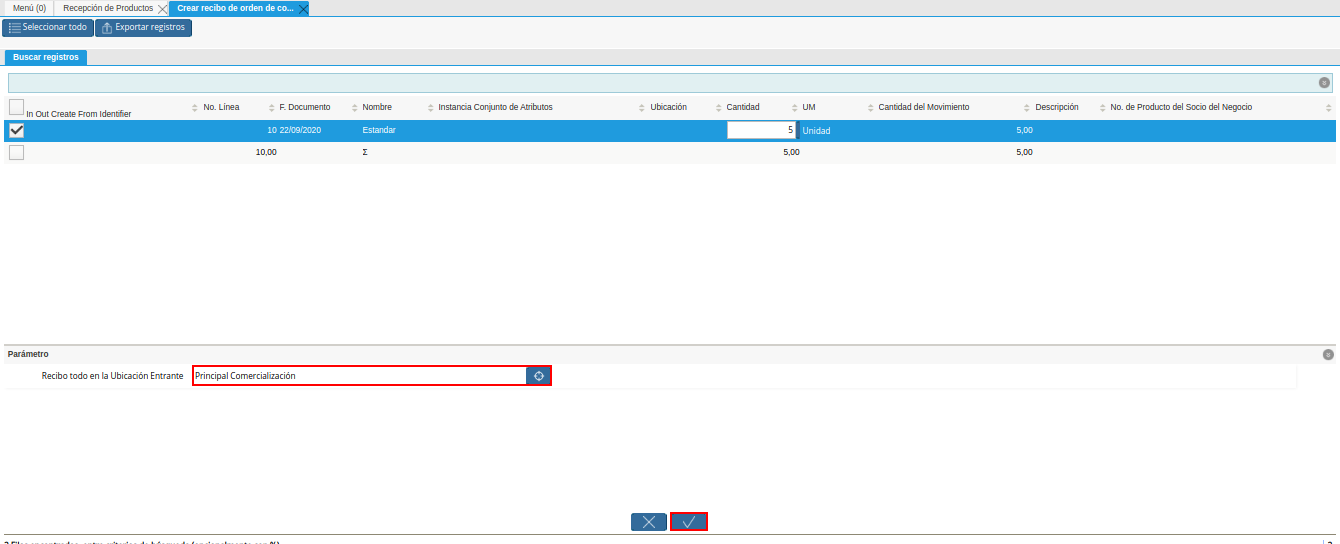 Menú (0) Recepción de Productos Crear recibo de orden de co...
Seleccionar todo Exportar registros
Buscar registros
In Out Create From Identifier No. Línea F. Documento Nombre Instancia Conjunto de Atributos Ubicación Cantidad UM Cantidad del Movimiento Descripción No. de Producto del Socio del Negocio
10 22/09/2020 Estandar 5 Unidad 5,00
10,00 Σ 5,00 5,00
Parámetro
Recibo todo en la Ubicación Entrante Principal Comercialización